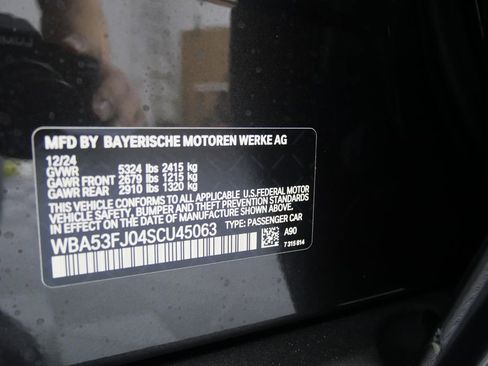 MFD BY BAYERISCHE MOTOREN WERKE AG
12/24
GVWR 5324 lbs 2415 kg
GAWR FRONT 2679 lbs 1215 kg
GAWR REAR 2910 lbs 1320 kg
THIS VEHICLE CONFORMS TO ALL APPLICABLE U.S.FEDERAL MOTOR
VEHICLE SAFETY, BUMPER, AND THEFT PREVENTION STANDARDS
IN EFFECT ON THE DATE OF MANUFACTURE SHOWN ABOVE.
WBA53FJ04SCU45063 TYPE: PASSENGER CAR
A90
7 315 814